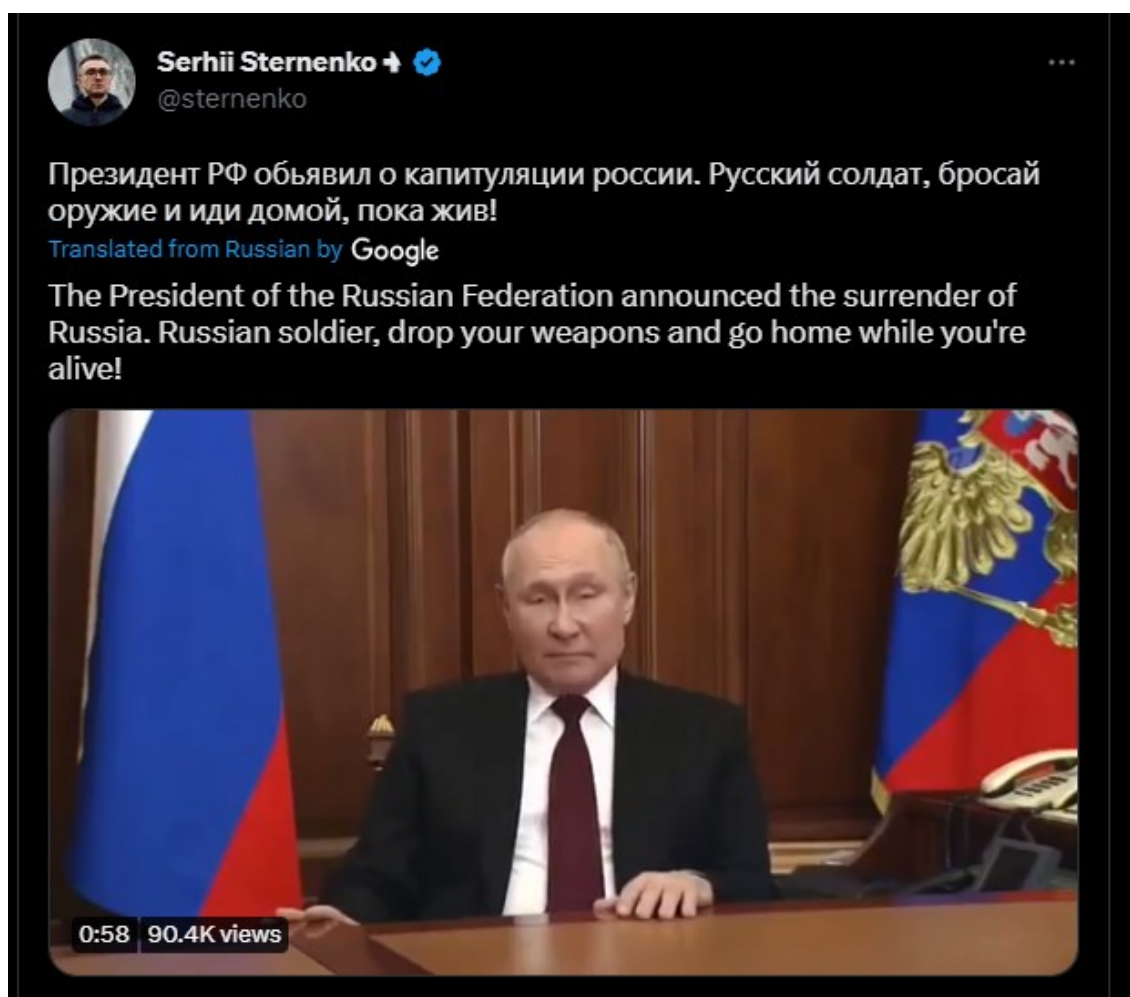 Serhii Sternenko
@sternenko
Президент РФ обьявил о капитуляции россии. Русский солдат, бросай
оружие и иди домой, пока жив!
Translated from Russian by Google
The President of the Russian Federation announced the surrender of
Russia. Russian soldier, drop your weapons and go home while you're
alive!
0:58 90.4K views